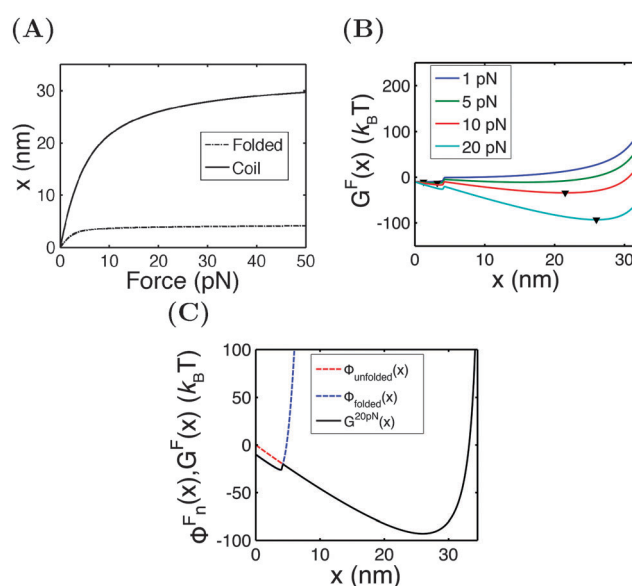 (A)
x (nm)
30
20
10
0
0 10 20 30 40 50
Force (pN)
Folded
Coil
(B)
G^F(x) (k_BT)
200
100
0
-100
0 10 20 30
x (nm)
1 pN
5 pN
10 pN
20 pN
(C)
Φ^F_n(x),G^F(x) (k_BT)
100
50
0
-50
-100
0 10 20 30
x (nm)
Φ_unfolded(x)
Φ_folded(x)
G^20pN(x)